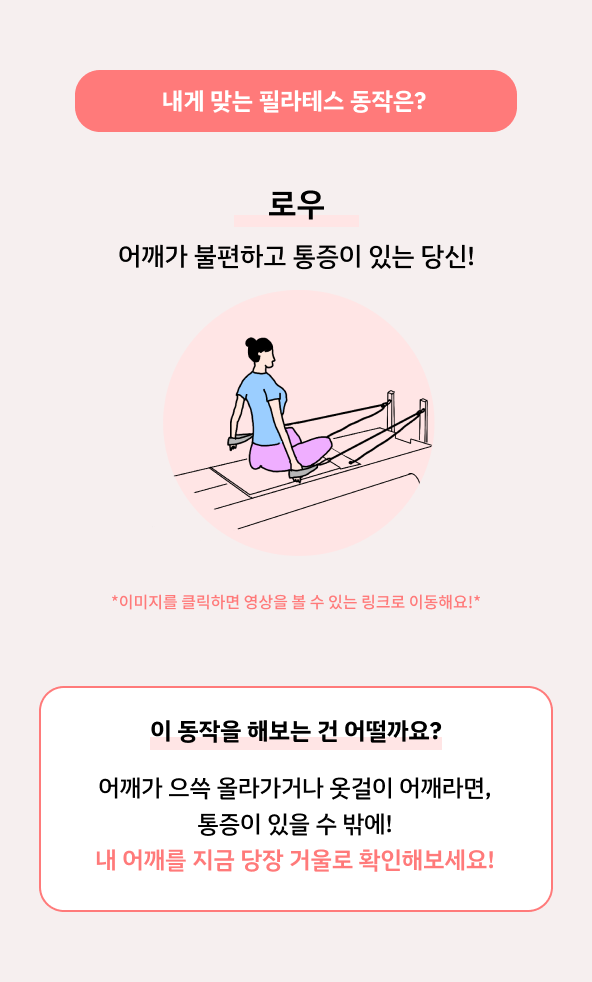 내게 맞는 필라테스 동작은?
로우
어깨가 불편하고 통증이 있는 당신!
*이미지를 클릭하면 영상을 볼 수 있는 링크로 이동해요!*
이 동작을 해보는 건 어떨까요?
어깨가 으쓱 올라가거나 옷걸이 어깨라면,
통증이 있을 수 밖에!
내 어깨를 지금 당장 거울로 확인해보세요!